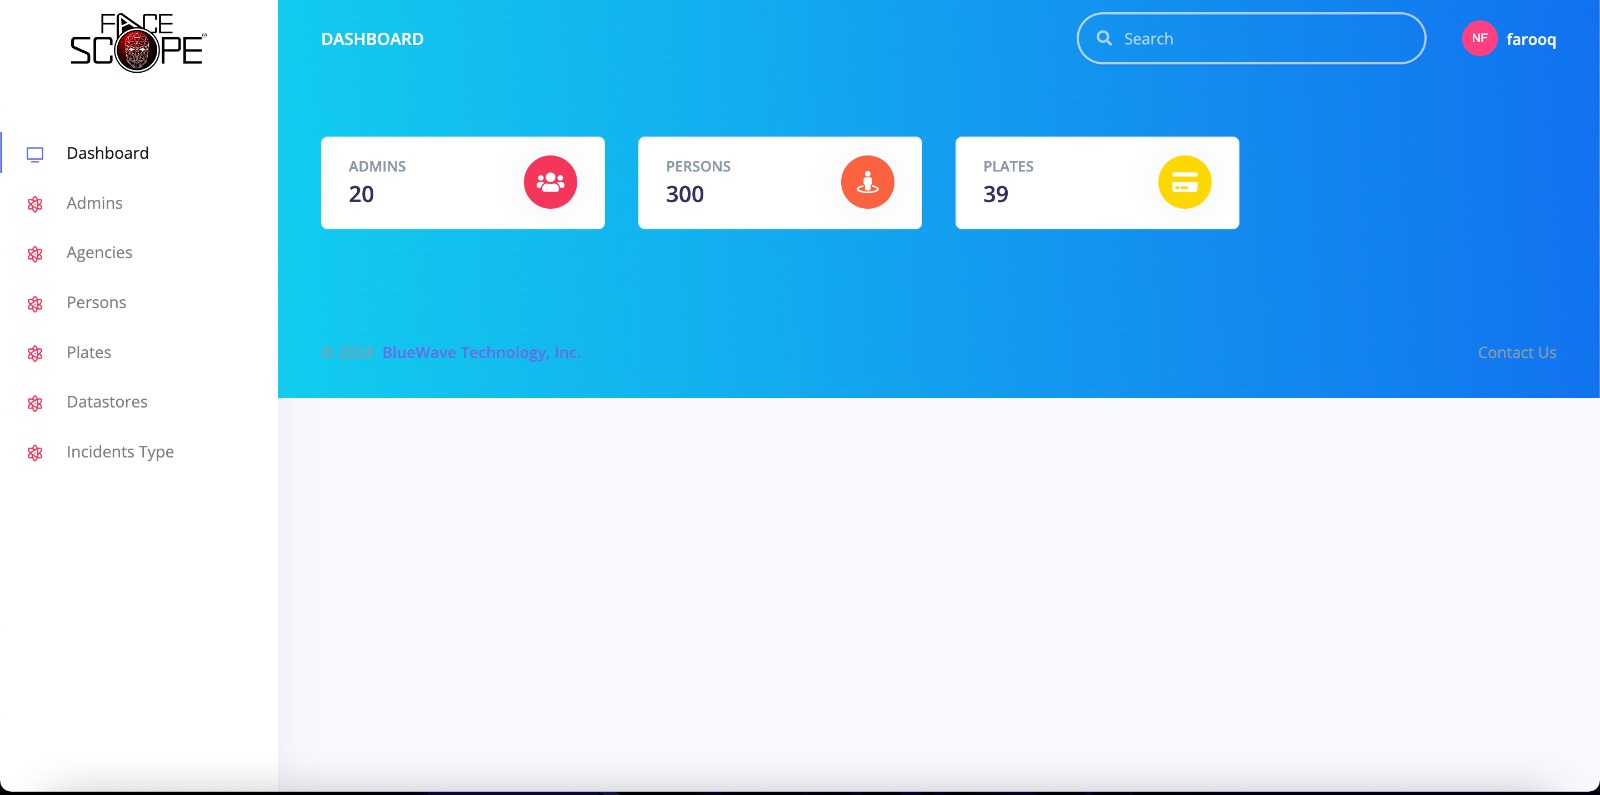 FACE
SCOPE
DASHBOARD
Search
NF
farooq
Dashboard
Admins
Agencies
Persons
Plates
Datastores
Incidents Type
ADMINS
20
PERSONS
300
PLATES
39
© 2024 BlueWave Technology, Inc.
Contact Us